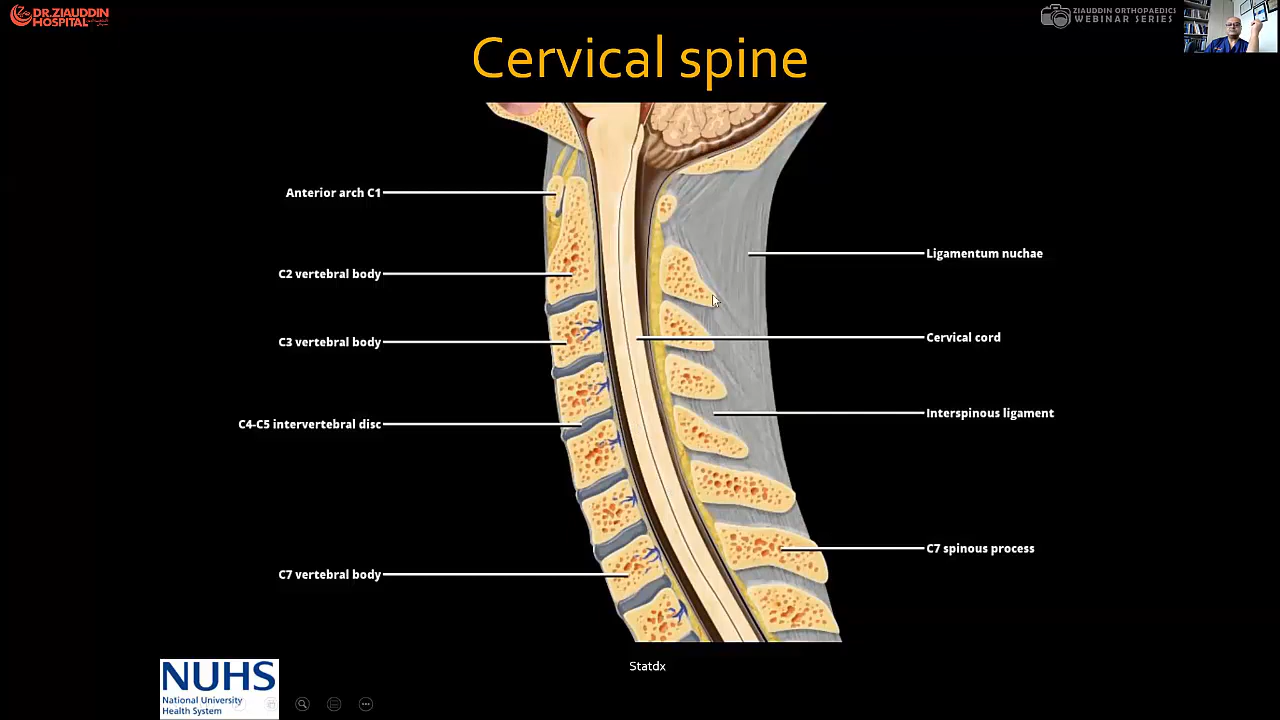 DR.ZIAUDDIN
HOSPITAL
ZIAUDDIN ORTHOPAEDICS
WEBINAR SERIES
Cervical spine
Anterior arch C1
C2 vertebral body
C3 vertebral body
C4-C5 intervertebral disc
C7 vertebral body
Ligamentum nuchae
Cervical cord
Interspinous ligament
C7 spinous process
Statdx
NUHS
National University
Health System